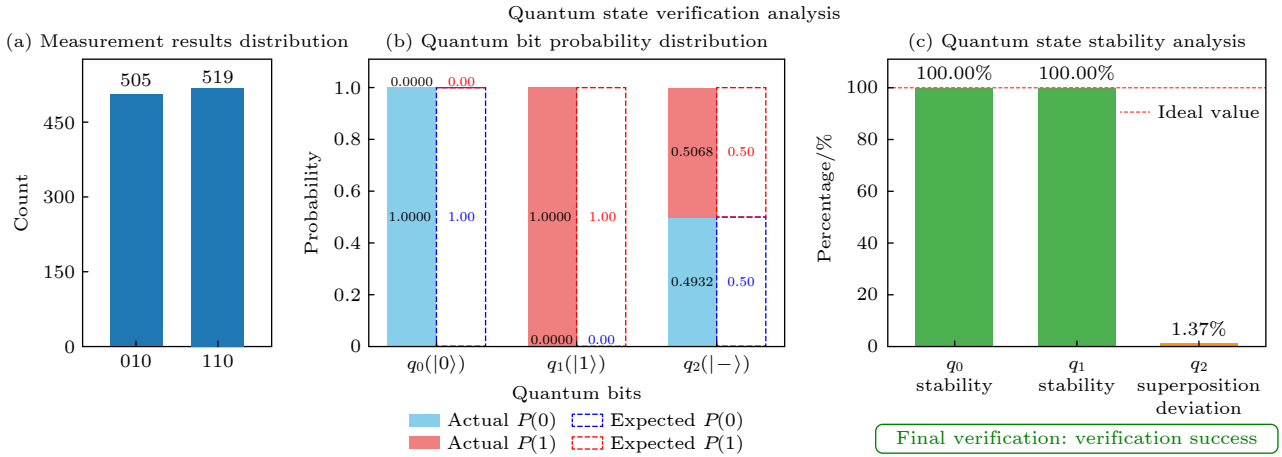 Quantum state verification analysis
(a) Measurement results distribution
505
519
450
300
150
0
Count
010
110
(b) Quantum bit probability distribution
0.0000
0.00
1.0
0.8
0.6
0.4
0.2
0
Probability
1.0000
1.00
1.0000
1.00
0.0000
0.00
0.5068
0.50
0.4932
0.50
q₀(|0⟩)
q₁(|1⟩)
q₂(|−⟩)
Quantum bits
Actual P(0)
Expected P(0)
Actual P(1)
Expected P(1)
(c) Quantum state stability analysis
100.00%
100.00%
100
80
60
40
20
0
Percentage/%
Ideal value
1.37%
q₀
stability
q₁
stability
q₂
superposition
deviation
Final verification: verification success